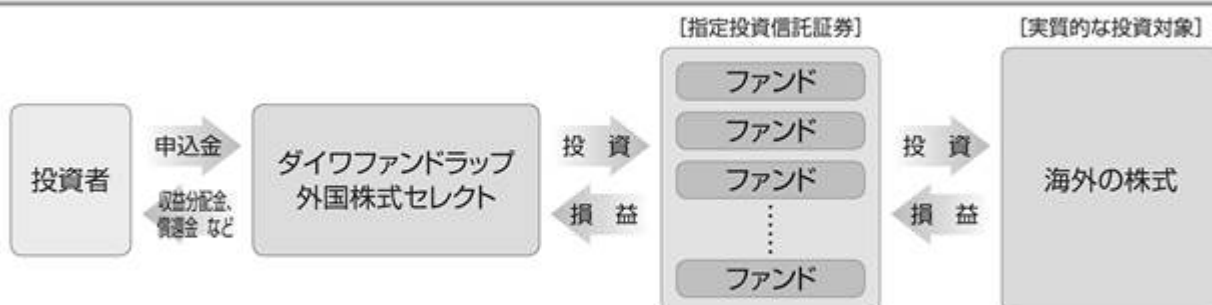 [指定投資信託証券]
[実質的な投資対象]
投資者
申込金
収益分配金、
償還金 など
ダイワファンドラップ
外国株式セレクト
投 資
損 益
ファンド
ファンド
ファンド
ファンド
投 資
損 益
海外の株式